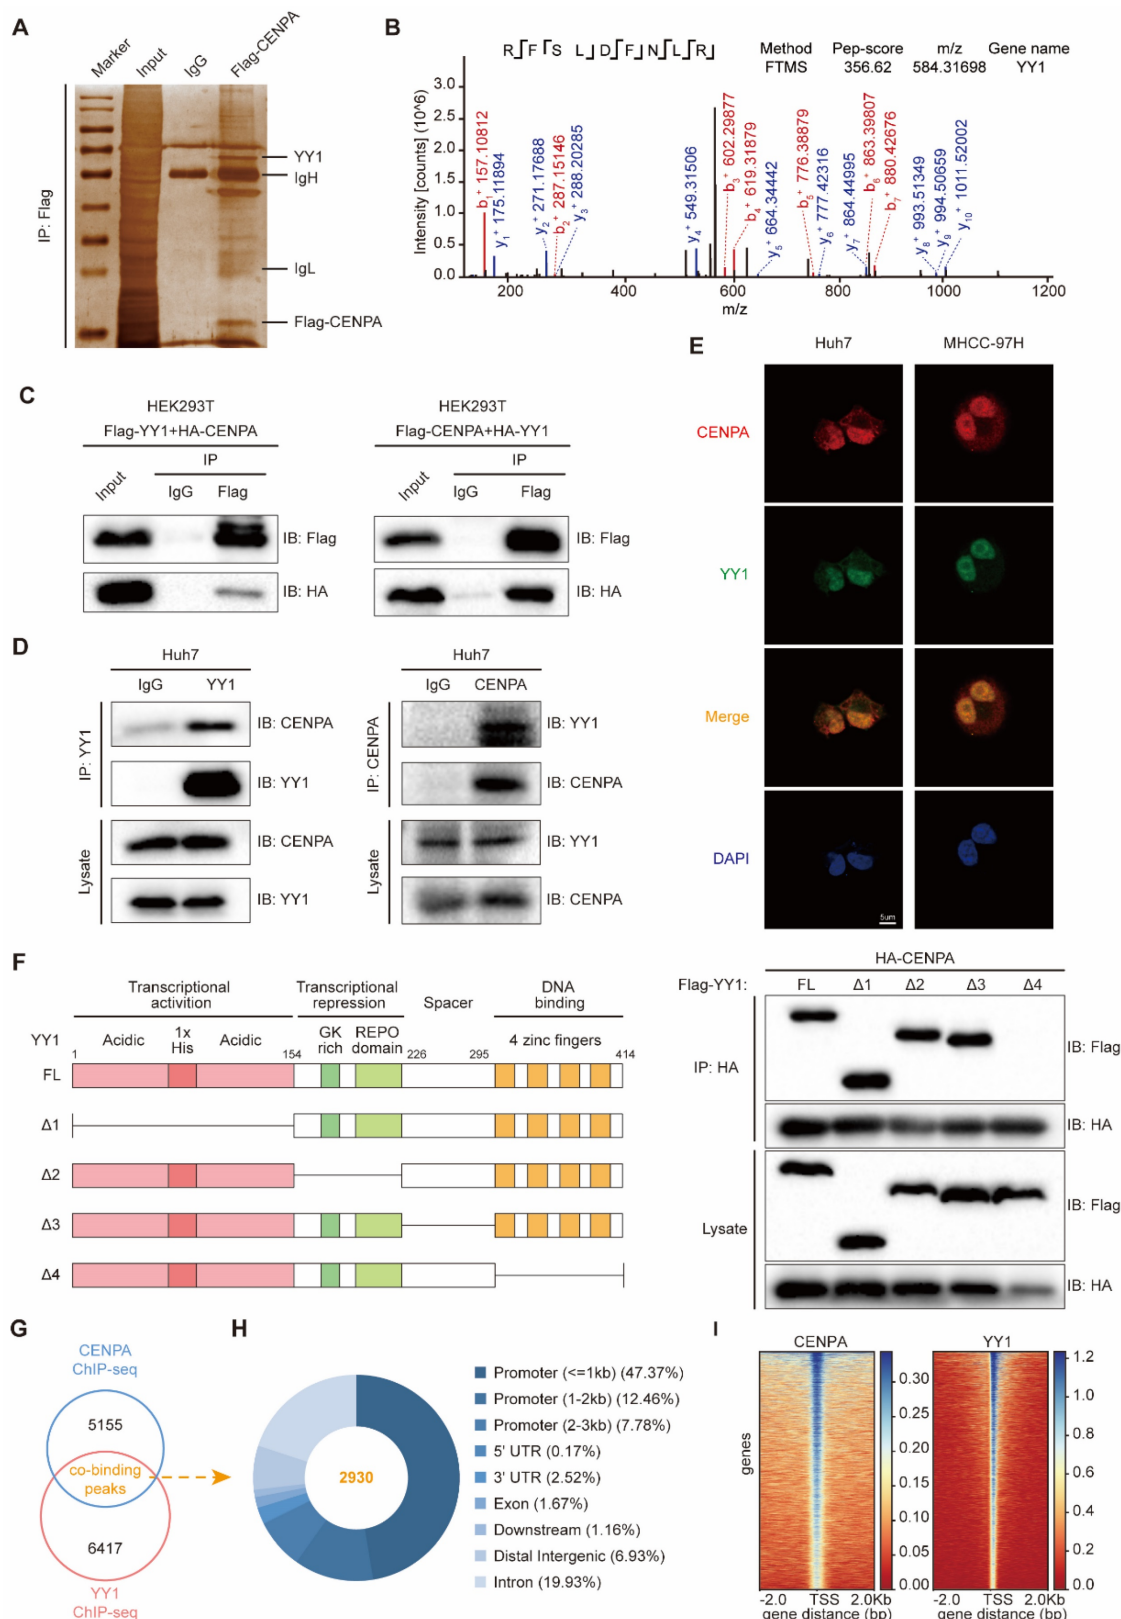 A
Marker
Input
IgG
Flag-CENPA
IP: Flag
YY1
IgH
IgL
Flag-CENPA
B
R F S L D F N L R
Method Pep-score m/z Gene name
FTMS 356.62 584.31698 YY1
Intensity [counts] (10^6)
3.0
2.5
2.0
1.5
1.0
0.5
0.0
b1+ 157.10812
y1+ 175.11894
y2+ 271.17688
b2+ 287.15146
y3+ 288.20285
y4+ 549.31506
b3+ 602.29877
b4+ 619.31879
y5+ 664.34442
b5+ 776.38879
y6+ 777.42316
y7+ 864.44995
b6+ 863.39807
b7+ 880.42676
y8+ 993.51349
y9+ 994.50659
y10+ 1011.52002
200 400 600 800 1000 1200
m/z
C
HEK293T
Flag-YY1+HA-CENPA
IP
Input IgG Flag
IB: Flag
IB: HA
HEK293T
Flag-CENPA+HA-YY1
IP
Input IgG Flag
IB: Flag
IB: HA
D
Huh7
IgG YY1
IP: YY1
IB: CENPA
IB: YY1
Lysate
IB: CENPA
IB: YY1
Huh7
IgG CENPA
IP: CENPA
IB: YY1
IB: CENPA
Lysate
IB: YY1
IB: CENPA
E
Huh7 MHCC-97H
CENPA
YY1
Merge
DAPI
5um
F
Transcriptional activation
Transcriptional repression
Spacer
DNA binding
YY1
Acidic 1x His Acidic GK rich REPO domain 4 zinc fingers
1 154 226 295 414
FL
Δ1
Δ2
Δ3
Δ4
HA-CENPA
Flag-YY1: FL Δ1 Δ2 Δ3 Δ4
IP: HA
IB: Flag
IB: HA
Lysate
IB: Flag
IB: HA
G
CENPA
ChIP-seq
5155
co-binding
peaks
6417
YY1
ChIP-seq
H
2930
Promoter (<=1kb) (47.37%)
Promoter (1-2kb) (12.46%)
Promoter (2-3kb) (7.78%)
5' UTR (0.17%)
3' UTR (2.52%)
Exon (1.67%)
Downstream (1.16%)
Distal Intergenic (6.93%)
Intron (19.93%)
I
CENPA
genes
0.30
0.25
0.20
0.15
0.10
0.05
0.00
-2.0 TSS 2.0Kb
gene distance (bp)
YY1
1.2
1.0
0.8
0.6
0.4
0.2
0.0
-2.0 TSS 2.0Kb
gene distance (bp)